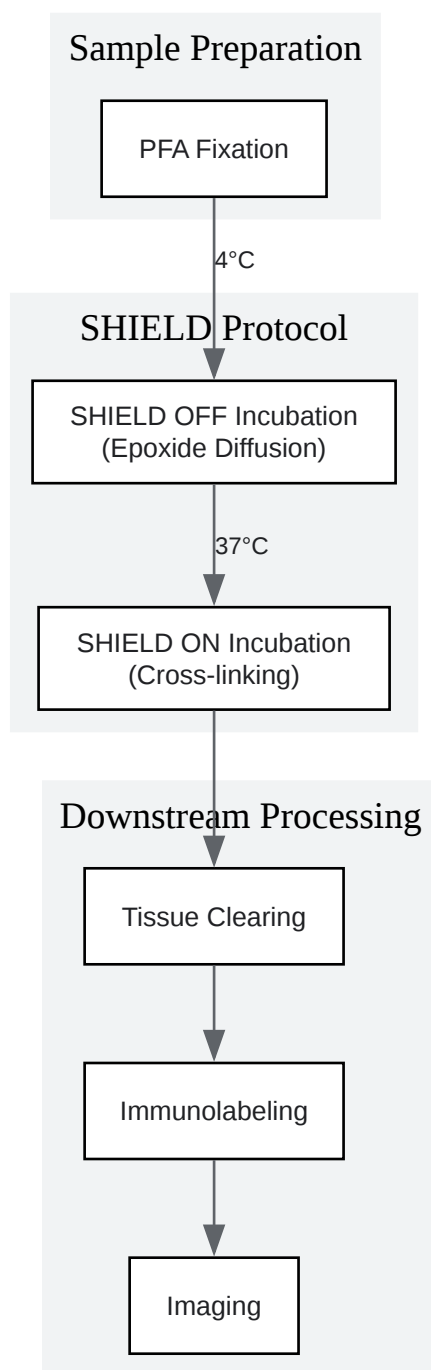 Sample Preparation
PFA Fixation
4°C
SHIELD Protocol
SHIELD OFF Incubation
(Epoxide Diffusion)
37°C
SHIELD ON Incubation
(Cross-linking)
Downstream Processing
Tissue Clearing
Immunolabeling
Imaging